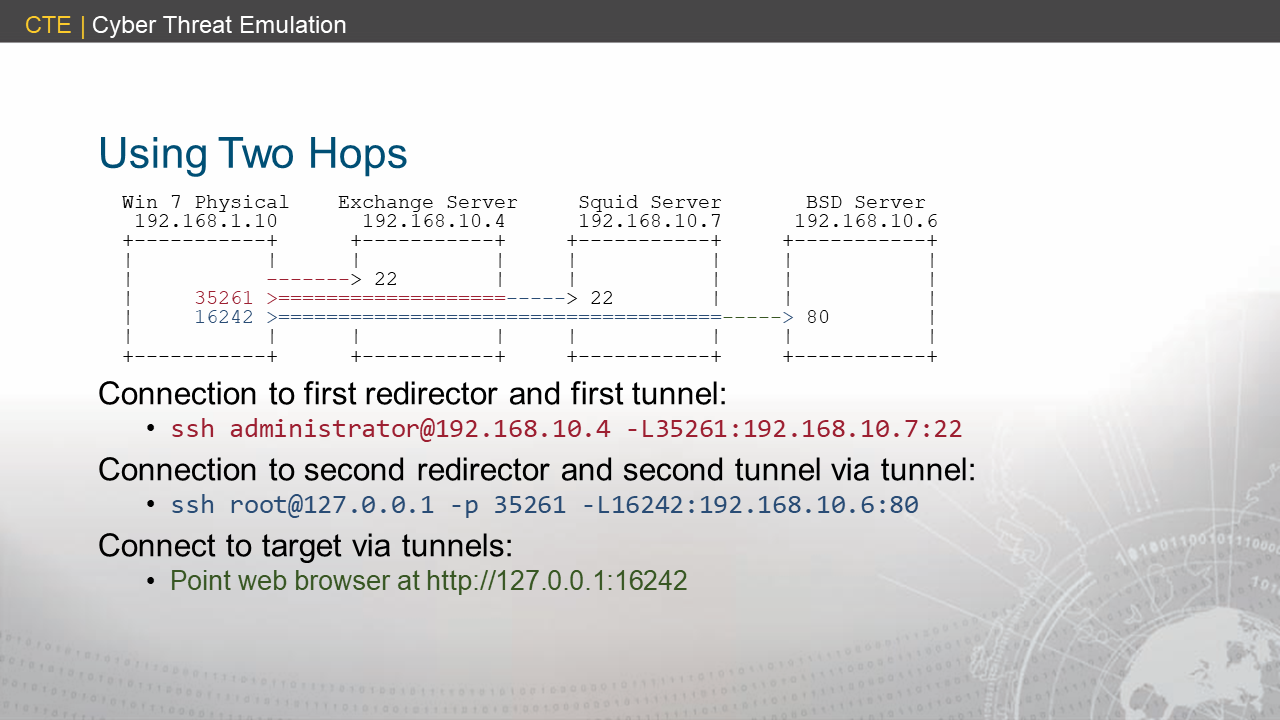 CTE | Cyber Threat Emulation
Using Two Hops
Win 7 Physical    Exchange Server     Squid Server       BSD Server
 192.168.1.10       192.168.10.4      192.168.10.7      192.168.10.6
+-----------+      +-----------+     +-----------+     +-----------+
|           |      |           |     |           |     |           |
|           -------> 22        |     |           |     |           |
|     35261 >===================-----> 22        |     |           |
|     16242 >=====================================-----> 80        |
|           |      |           |     |           |     |           |
+-----------+      +-----------+     +-----------+     +-----------+
Connection to first redirector and first tunnel:
• ssh administrator@192.168.10.4 -L35261:192.168.10.7:22
Connection to second redirector and second tunnel via tunnel:
• ssh root@127.0.0.1 -p 35261 -L16242:192.168.10.6:80
Connect to target via tunnels:
• Point web browser at http://127.0.0.1:16242